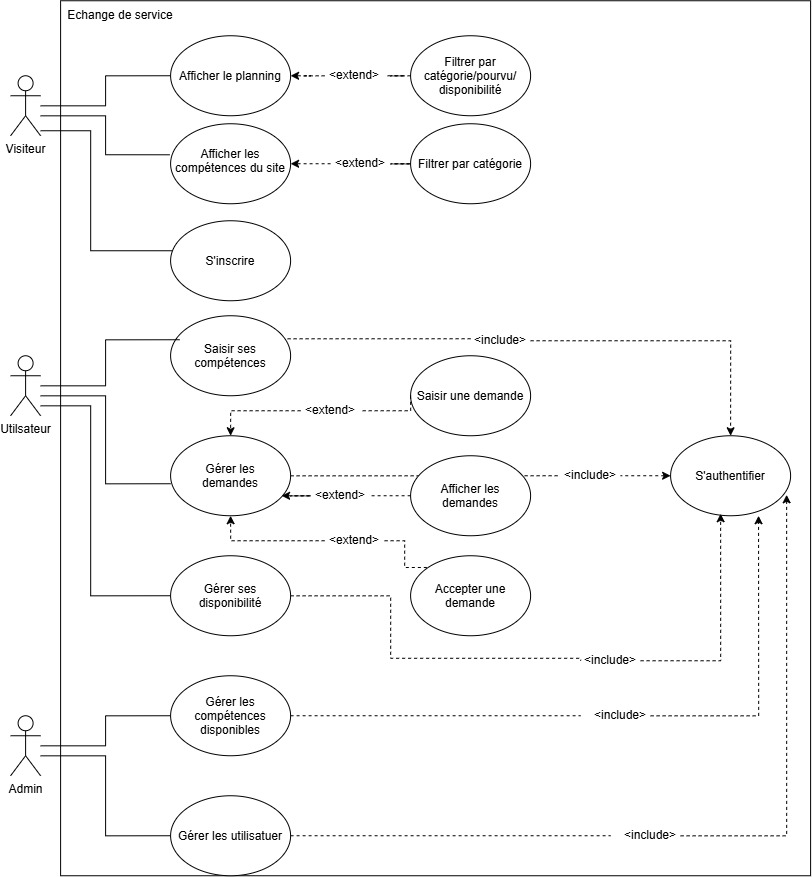 Echange de service
Afficher le planning
<extend>
Filtrer par
catégorie/pourvu/
disponibilité
Visiteur
Afficher les
compétences du site
<extend>
Filtrer par catégorie
S'inscrire
Saisir ses
compétences
<include>
Utilsateur
Saisir une demande
<extend>
Gérer les
demandes
<include>
<extend>
Afficher les
demandes
S'authentifier
<extend>
Gérer ses
disponibilité
Accepter une
demande
<include>
Gérer les
compétences
disponibles
<include>
Admin
Gérer les utilisatuer
<include>